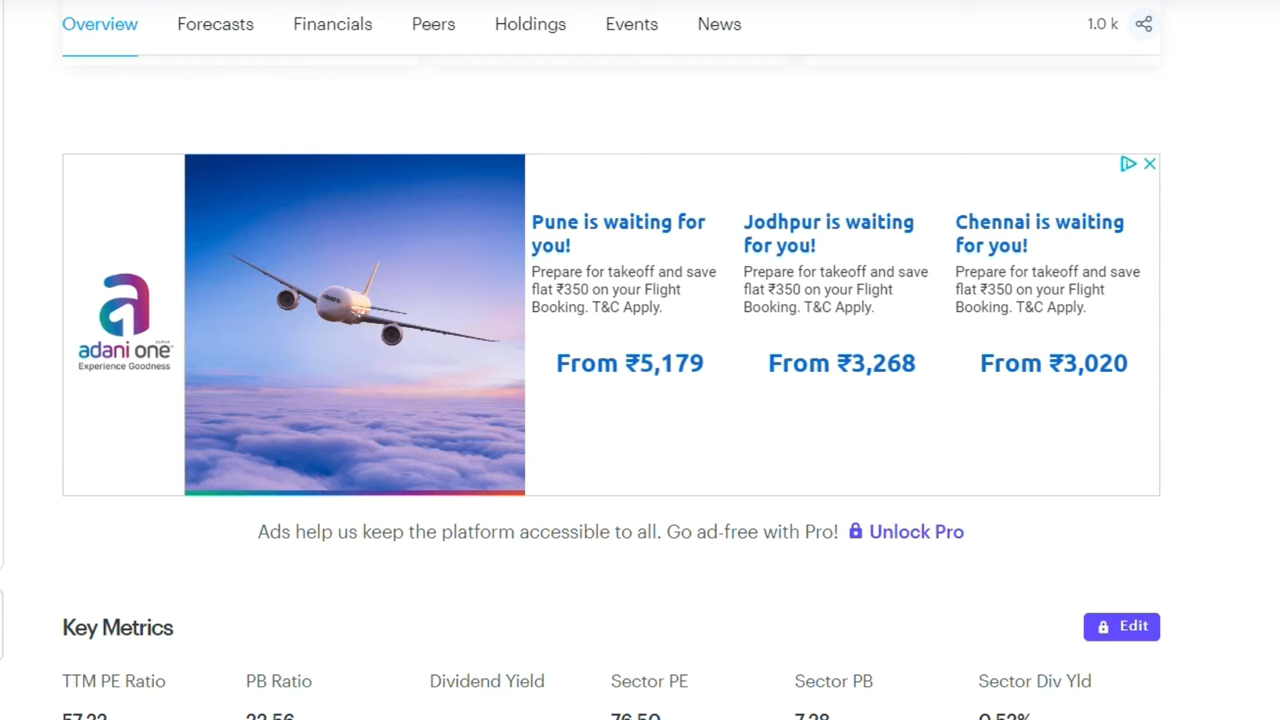 Overview Forecasts Financials Peers Holdings Events News 1.0 k
Pune is waiting for
you!
Prepare for takeoff and save
flat ₹350 on your Flight
Booking. T&C Apply.
From ₹5,179
Jodhpur is waiting
for you!
Prepare for takeoff and save
flat ₹350 on your Flight
Booking. T&C Apply.
From ₹3,268
Chennai is waiting
for you!
Prepare for takeoff and save
flat ₹350 on your Flight
Booking. T&C Apply.
From ₹3,020
adani one
Experience Goodness
Ads help us keep the platform accessible to all. Go ad-free with Pro! Unlock Pro
Key Metrics Edit
TTM PE Ratio PB Ratio Dividend Yield Sector PE Sector PB Sector Div Yld